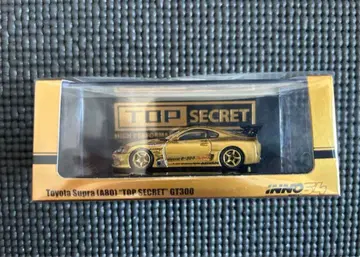 TOP SECRET
Toyota Supra (A80) "TOP SECRET" GT300
INNO64